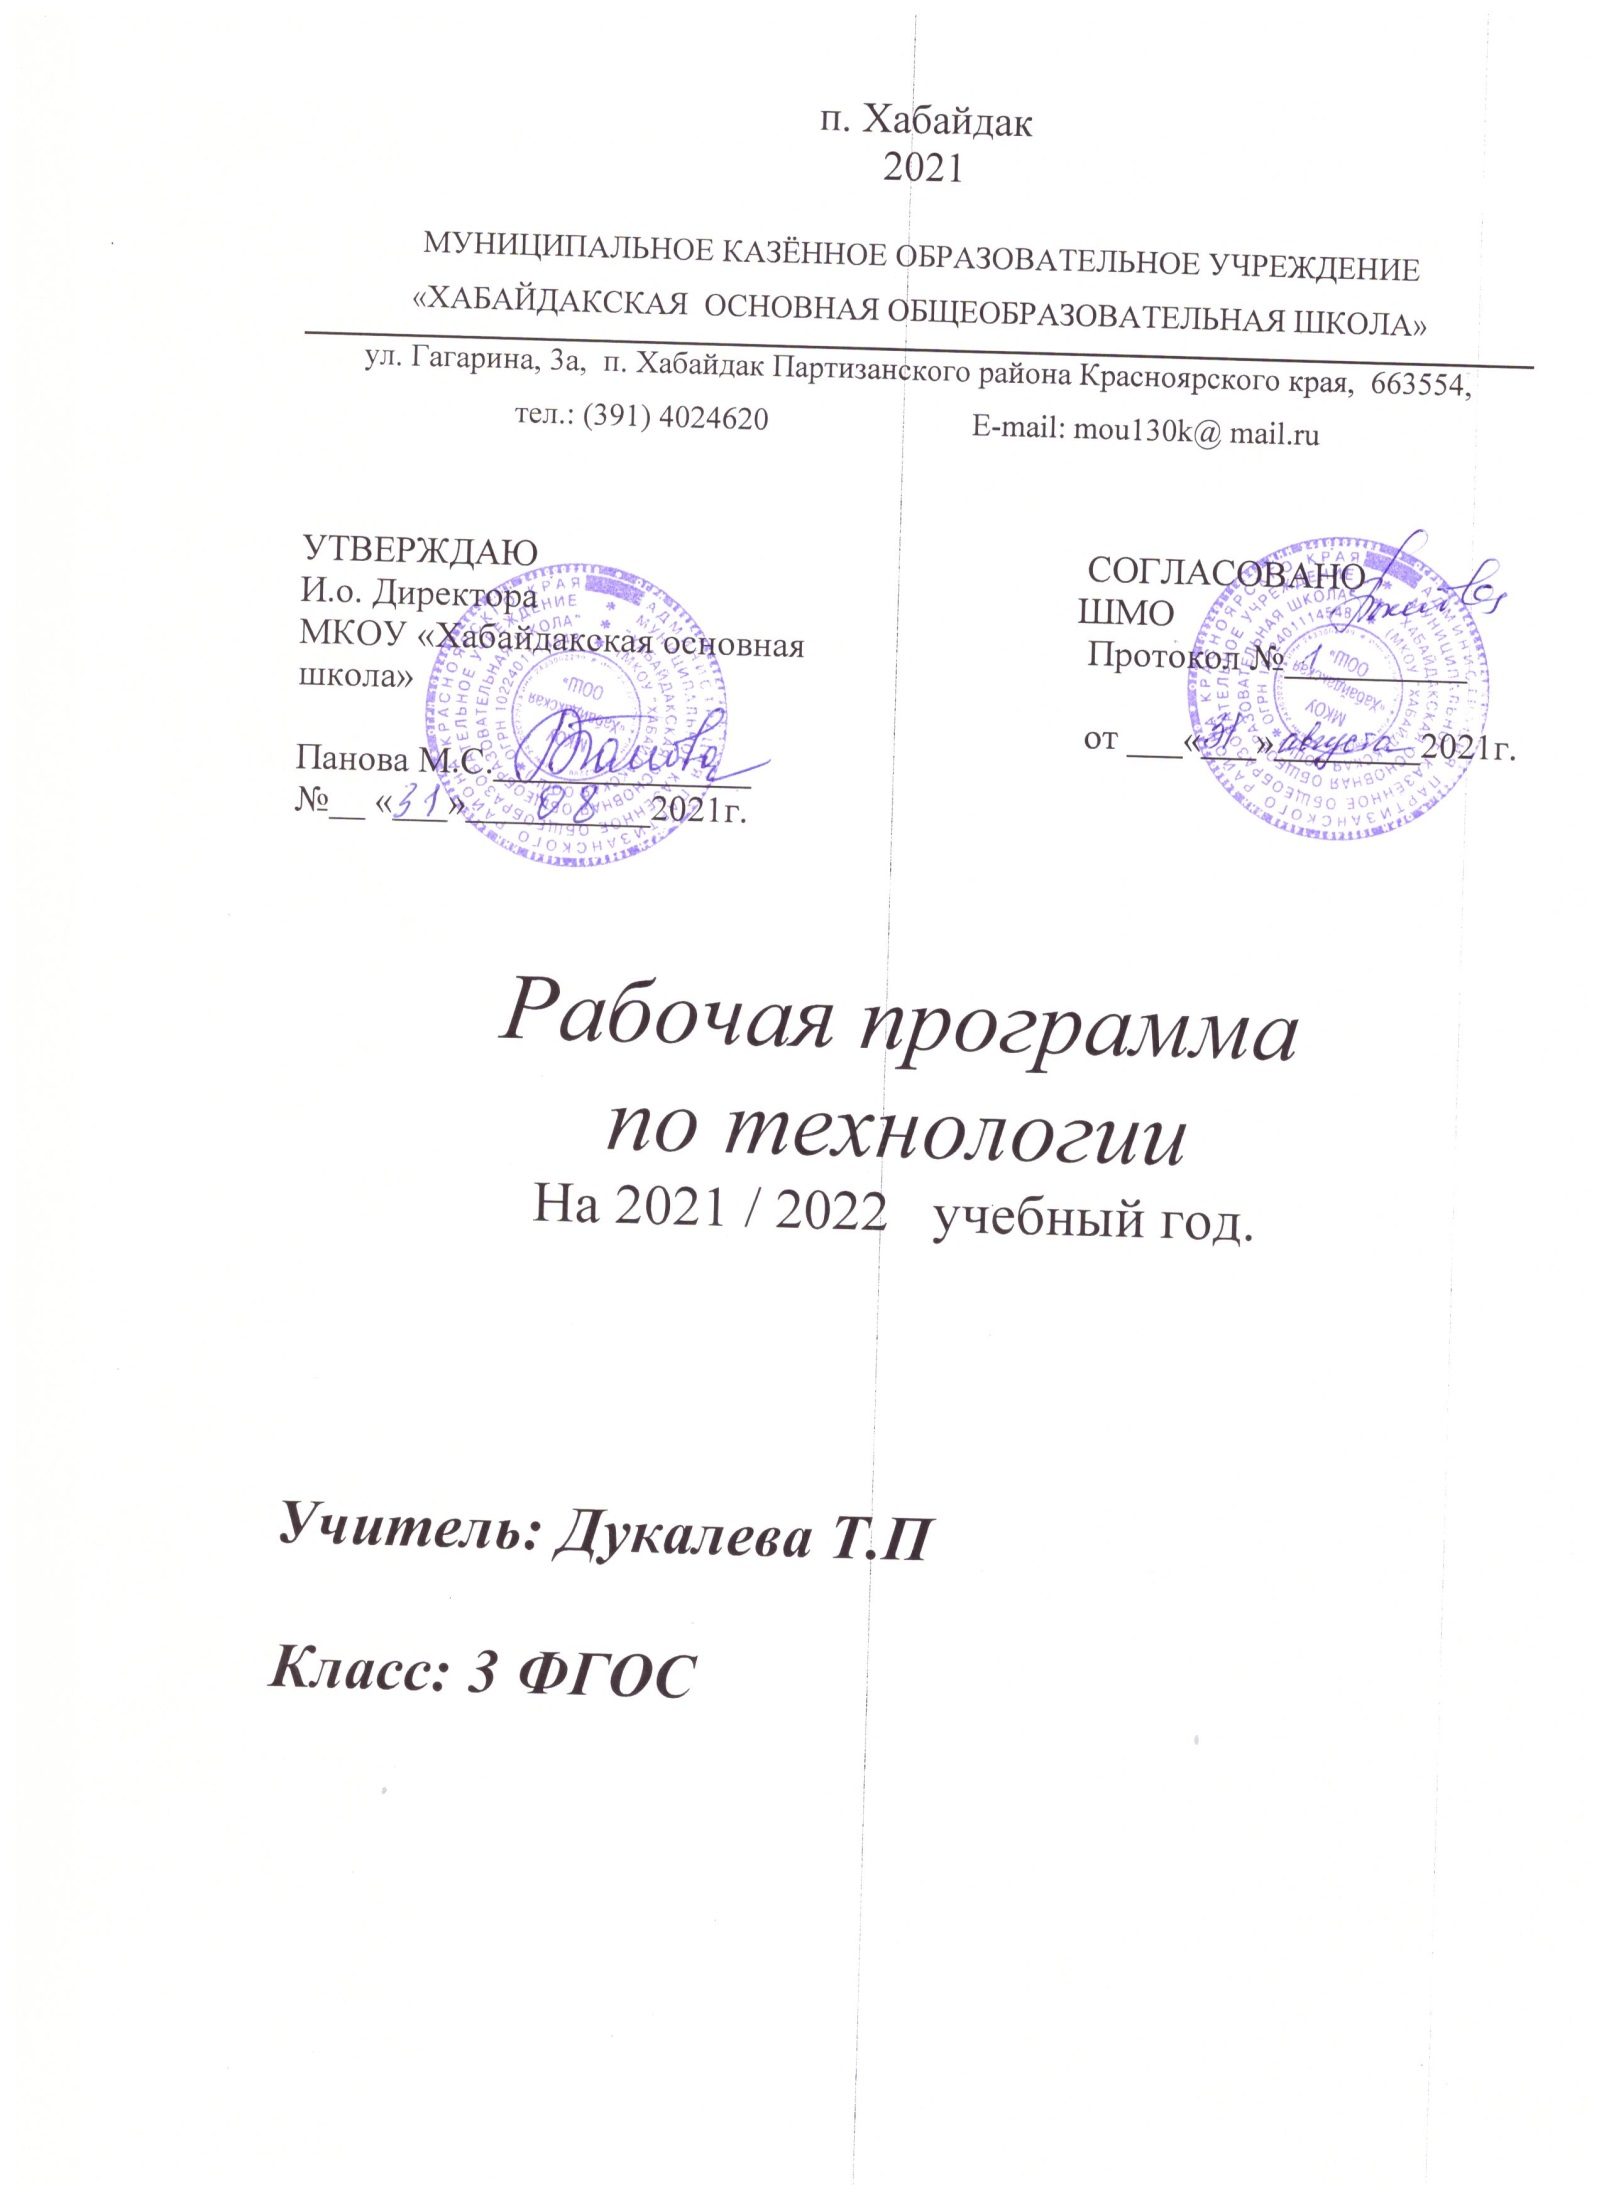 п. Хабайдак
2021
МУНИЦИПАЛЬНОЕ КАЗЁННОЕ ОБРАЗОВАТЕЛЬНОЕ УЧРЕЖДЕНИЕ
«ХАБАЙДАКСКАЯ ОСНОВНАЯ ОБЩЕОБРАЗОВАТЕЛЬНАЯ ШКОЛА»
ул. Гагарина, 3а, п. Хабайдак Партизанского района Красноярского края, 663554,
тел.: (391) 4024620 E-mail: mou130k@ mail.ru
УТВЕРЖДАЮ
И.о. Директора
МКОУ «Хабайдакская основная
школа»
Панова М.С.
№__ «31» 08 2021г.
СОГЛАСОВАНО
ШМО
Протокол № 1
от ___«31» августа 2021г.
Рабочая программа
по технологии
На 2021 / 2022 учебный год.
Учитель: Дукалева Т.П
Класс: 3 ФГОС